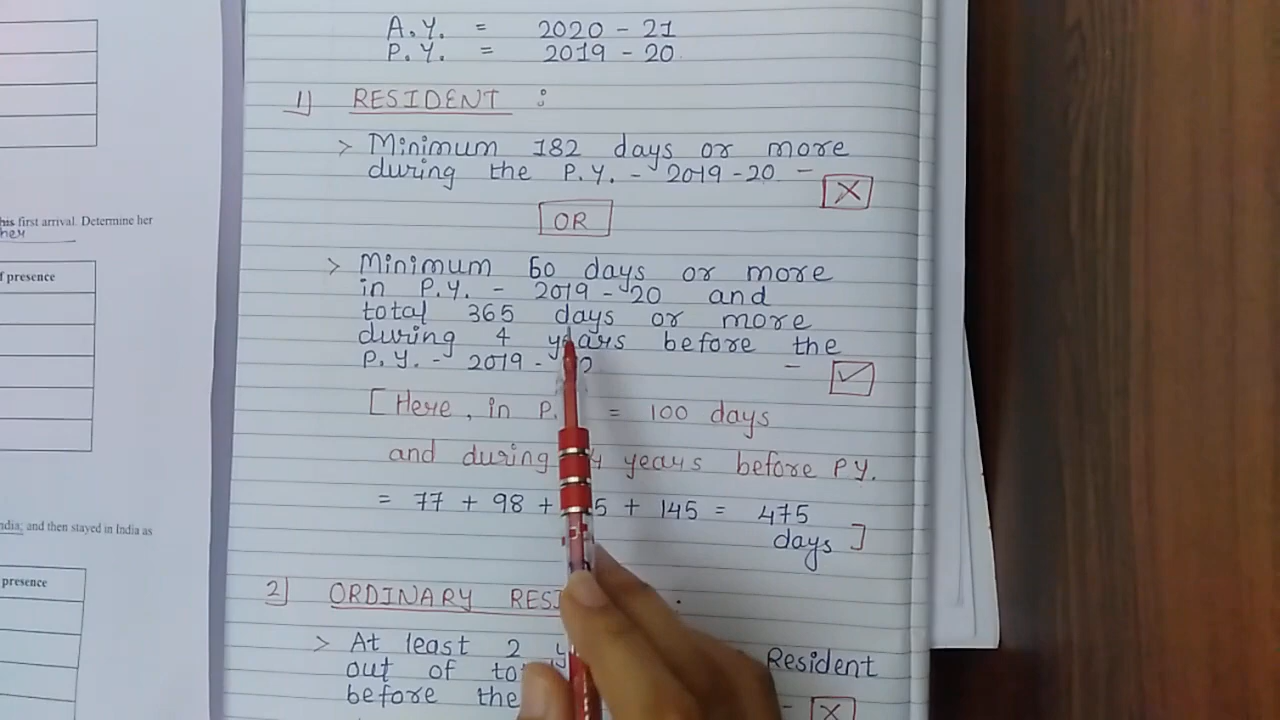 A.Y. = 2020 - 21
P.Y. = 2019 - 20
1] RESIDENT :
> Minimum 182 days or more
during the P.Y. - 2019 - 20 - X
OR
> Minimum 60 days or more
in P.Y. - 2019 - 20 and
total 365 days or more
during 4 years before the
P.Y. - 2019 - - ✓
[ Here, in P. = 100 days
and during 4 years before PY.
= 77 + 98 + 5 + 145 = 475
days ]
2] ORDINARY :
> At least 2 Resident
out of
before the - X
his first arrival. Determine her
her
f presence
ndia; and then stayed in India as
presence